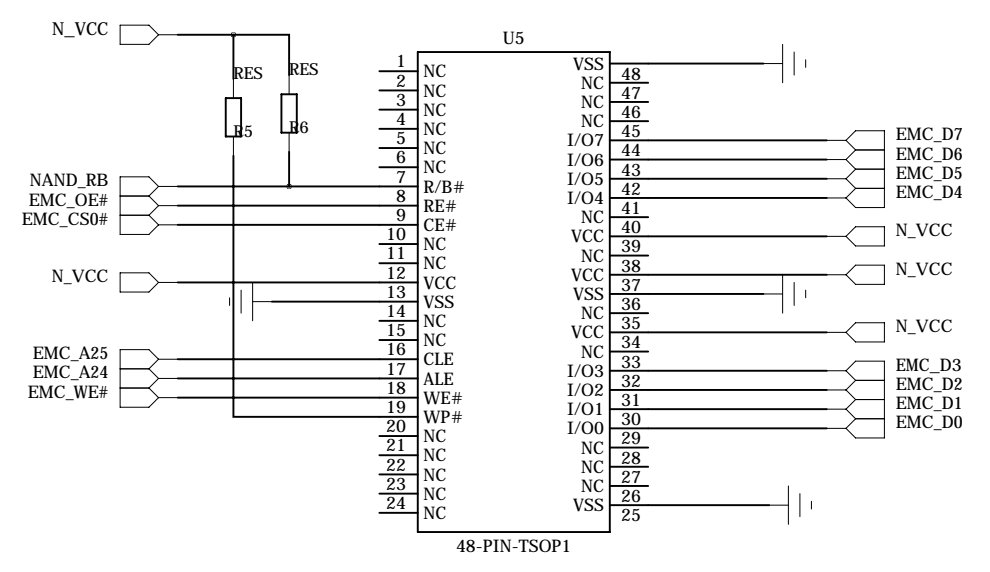 N_VCC
U5
1 NC
VSS 48
RES
RES
2 NC
NC 47
3 NC
NC 46
R5
R6
4 NC
NC 45
5 NC
I/O7 44
EMC_D7
6 NC
I/O6 43
EMC_D6
NAND_RB
7 R/B#
I/O5 42
EMC_D5
EMC_OE#
8 RE#
I/O4 41
EMC_D4
EMC_CS0#
9 CE#
NC 40
10 NC
VCC 39
N_VCC
11 NC
NC 38
N_VCC
12 VCC
VCC 37
N_VCC
13 VSS
VSS 36
14 NC
NC 35
15 NC
VCC 34
N_VCC
EMC_A25
16 CLE
NC 33
EMC_A24
17 ALE
I/O3 32
EMC_D3
EMC_WE#
18 WE#
I/O2 31
EMC_D2
19 WP#
I/O1 30
EMC_D1
20 NC
I/O0 29
EMC_D0
21 NC
NC 28
22 NC
NC 27
23 NC
NC 26
24 NC
VSS 25
48-PIN-TSOP1